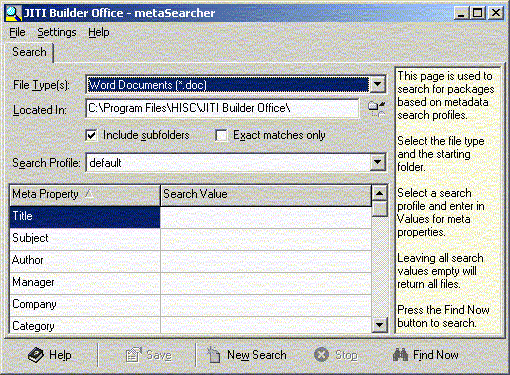 JITI Builder Office - metaSearcher
File Settings Help
Search
File Type(s): Word Documents (*.doc)
Located In: C:\Program Files\HISC\JITI Builder Office\
Include subfolders Exact matches only
Search Profile: default
Meta Property Search Value
Title
Subject
Author
Manager
Company
Category
This page is used
to search for packages
based on metadata
search profiles.
Select the file type
and the starting
folder.
Select a search
profile and enter in
Values for meta
properties.
Leaving all search
values empty will
return all files.
Press the Find Now
button to search.
Help Save New Search Stop Find Now